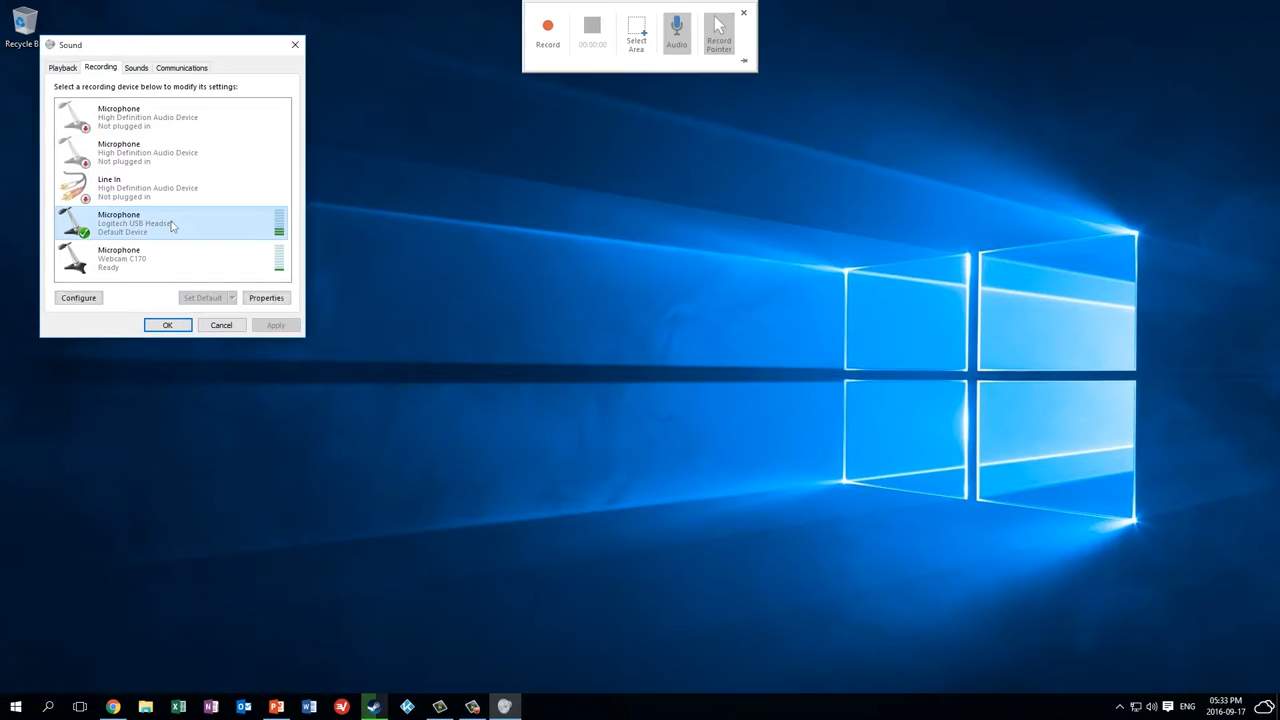 Recycle B
Sound
Playback
Recording
Sounds
Communications
Select a recording device below to modify its settings:
Microphone
High Definition Audio Device
Not plugged in
Microphone
High Definition Audio Device
Not plugged in
Line In
High Definition Audio Device
Not plugged in
Microphone
Logitech USB Headse
Default Device
Microphone
Webcam C170
Ready
Configure
Set Default
Properties
OK
Cancel
Apply
Record
00:00:00
Select
Area
Audio
Record
Pointer
ENG
05:33 PM
2016-09-17